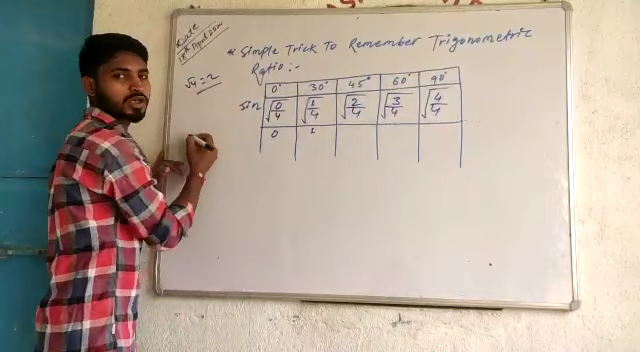 Date
18th April 2021
* Simple Trick To Remember Trigonometric
Ratio :-
√4 = 2
0° 30° 45° 60° 90°
sin √0/4 √1/4 √2/4 √3/4 √4/4
0 1